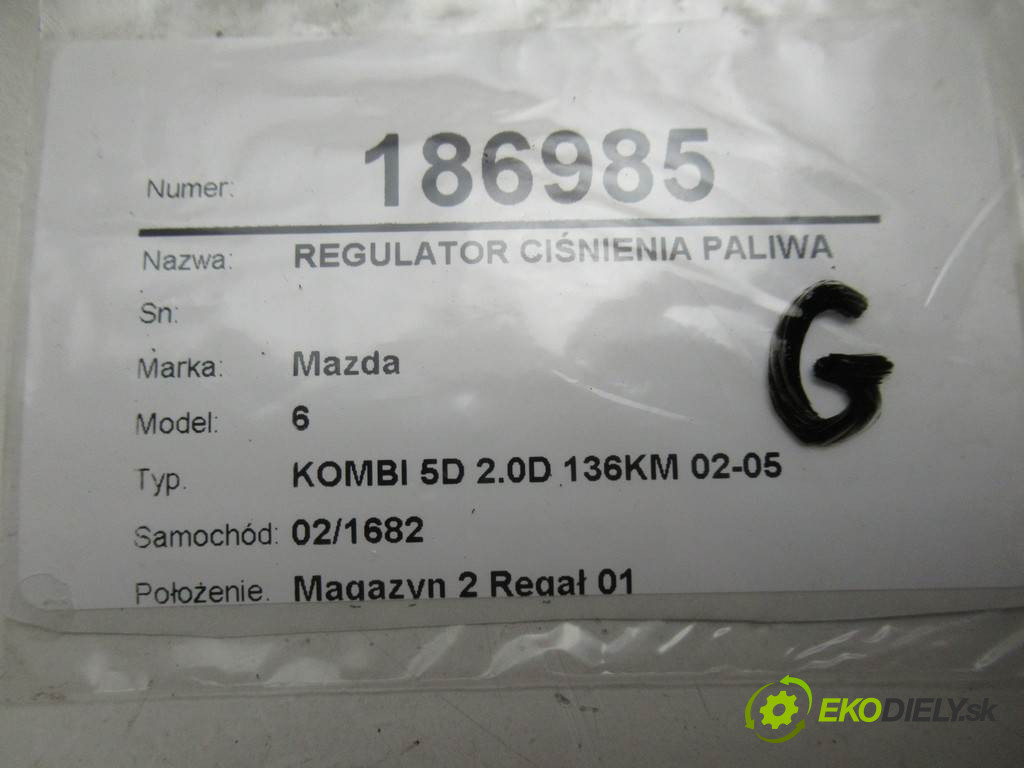 Numer: 186985
Nazwa: REGULATOR CIŚNIENIA PALIWA
Sn:
G
Marka: Mazda
Model: 6
Typ. KOMBI 5D 2.0D 136KM 02-05
Samochód: 02/1682
Położenie. Magazyn 2 Regał 01
EKODIELY.sk